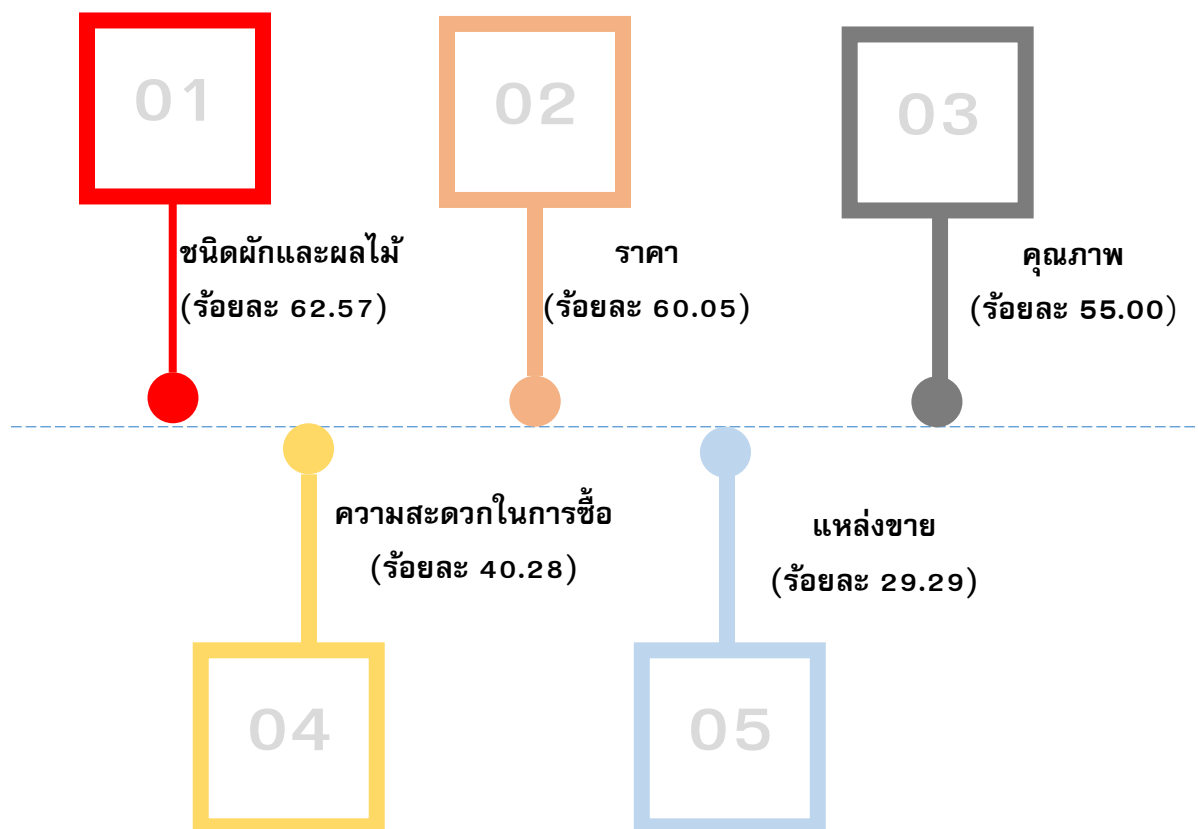 01
ชนิดผักและผลไม้
(ร้อยละ 62.57)
02
ราคา
(ร้อยละ 60.05)
03
คุณภาพ
(ร้อยละ 55.00)
ความสะดวกในการซื้อ
(ร้อยละ 40.28)
04
แหล่งขาย
(ร้อยละ 29.29)
05